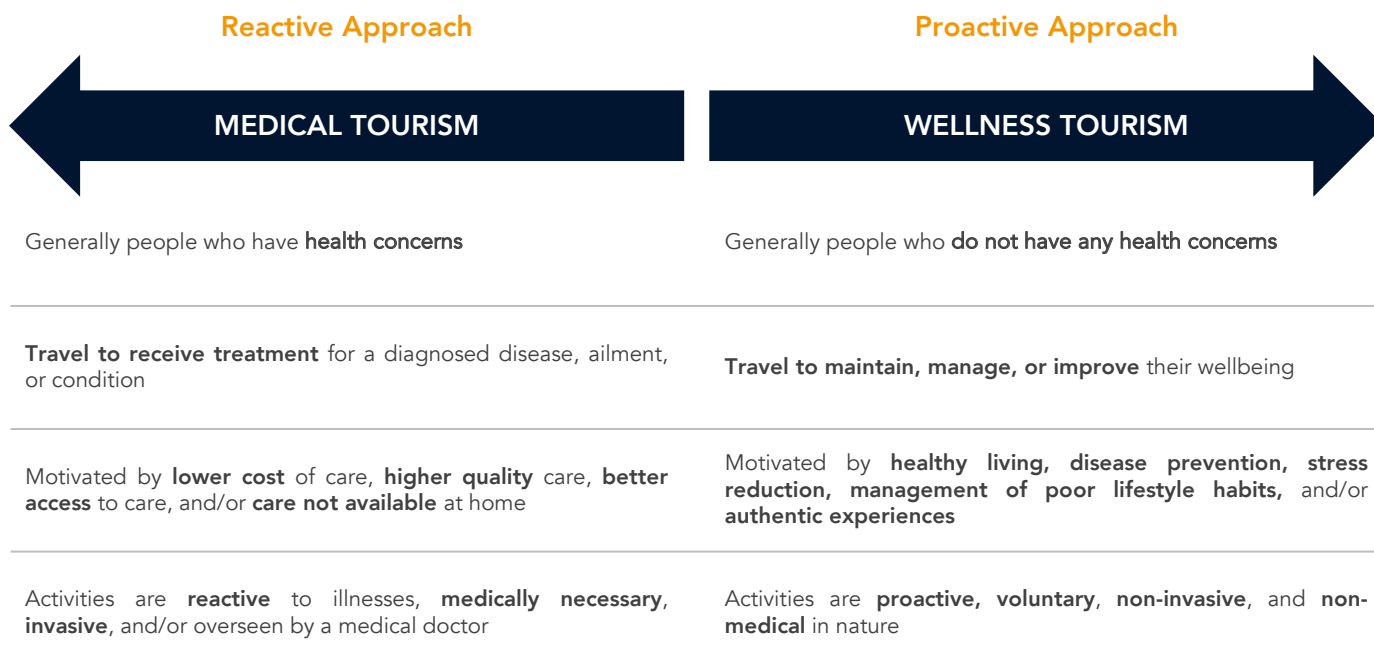 Reactive Approach
Proactive Approach
MEDICAL TOURISM
WELLNESS TOURISM
Generally people who have health concerns
Generally people who do not have any health concerns
Travel to receive treatment for a diagnosed disease, ailment,
or condition
Travel to maintain, manage, or improve their wellbeing
Motivated by lower cost of care, higher quality care, better
access to care, and/or care not available at home
Motivated by healthy living, disease prevention, stress
reduction, management of poor lifestyle habits, and/or
authentic experiences
Activities are reactive to illnesses, medically necessary,
invasive, and/or overseen by a medical doctor
Activities are proactive, voluntary, non-invasive, and non-
medical in nature